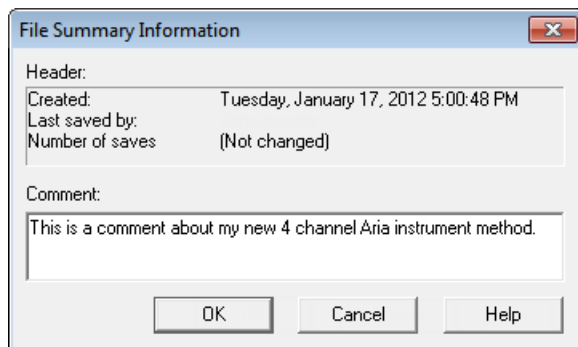 File Summary Information
Header:
Created: Tuesday, January 17, 2012 5:00:48 PM
Last saved by:
Number of saves (Not changed)
Comment:
This is a comment about my new 4 channel Aria instrument method.
OK Cancel Help